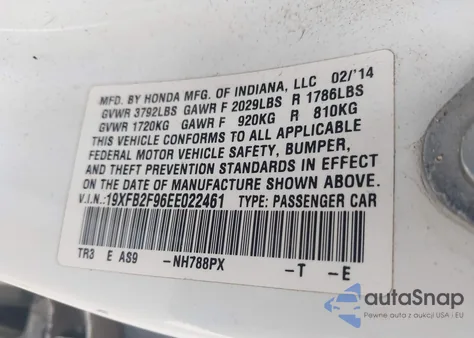 MFD. BY HONDA MFG. OF INDIANA, LLC 02/'14
GVWR 3792LBS GAWR F 2029LBS R 1786LBS
GVWR 1720KG GAWR F 920KG R 810KG
THIS VEHICLE CONFORMS TO ALL APPLICABLE
FEDERAL MOTOR VEHICLE SAFETY, BUMPER,
AND THEFT PREVENTION STANDARDS IN EFFECT
ON THE DATE OF MANUFACTURE SHOWN ABOVE.
V.I.N.:19XFB2F96EE022461 TYPE: PASSENGER CAR
TR3 E AS9 -NH788PX -T -E
autoSnap
Pewne auta z aukcji USA i EU